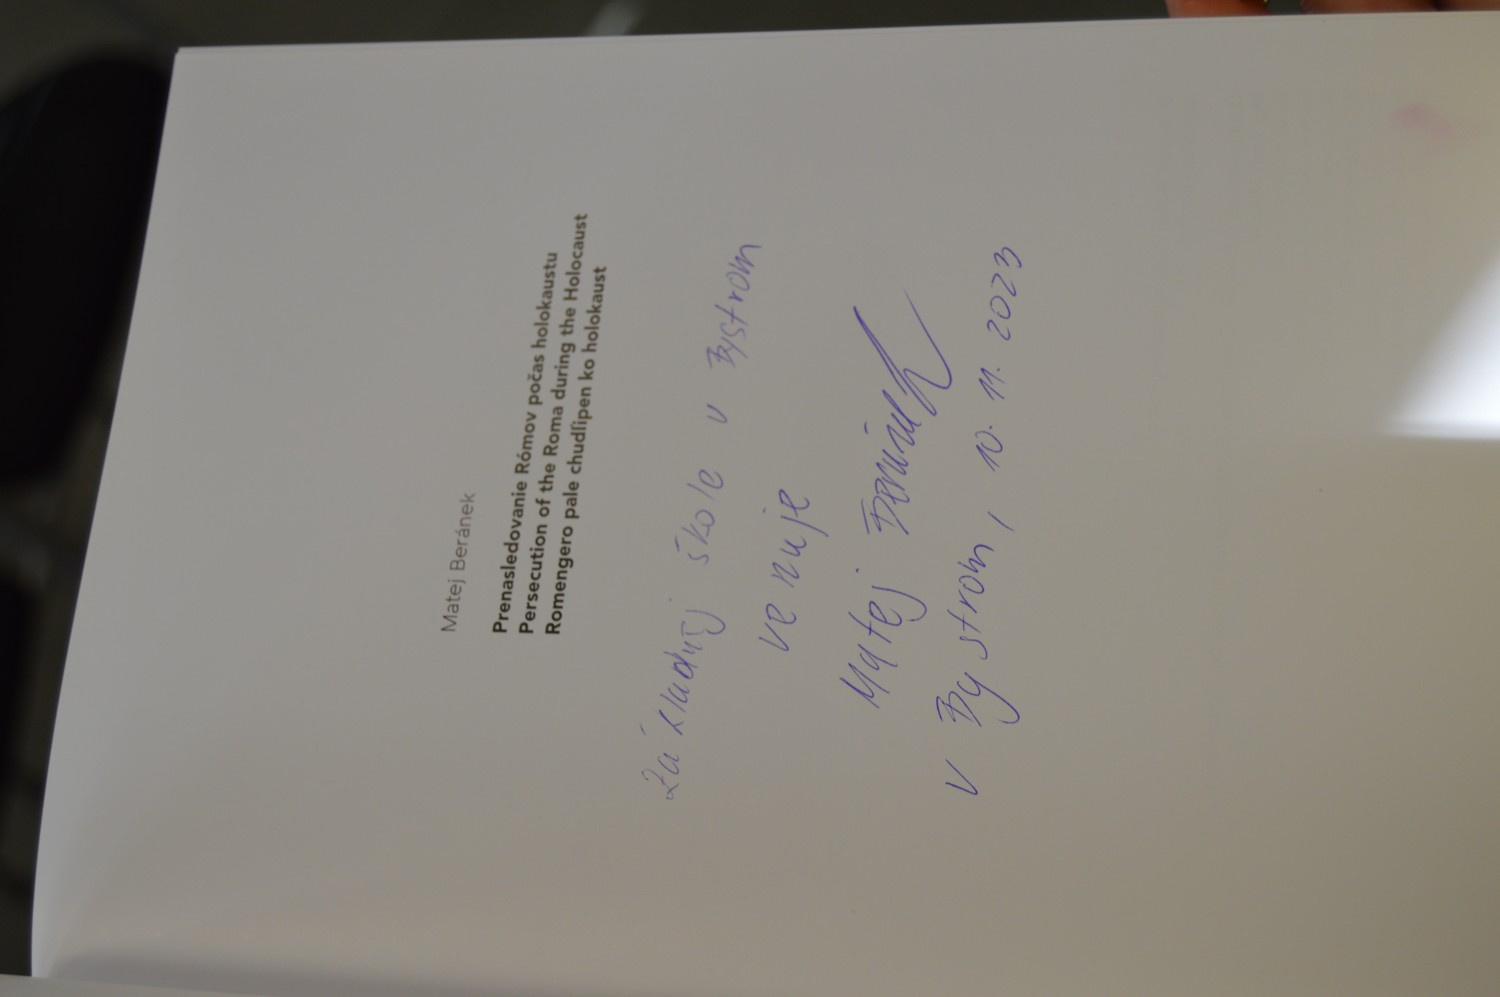 Matej Beránek
Prenasledovanie Rómov počas holokaustu
Persecution of the Roma during the Holocaust
Romengero pale chudľipen ko holokaust
Základnej škole v Bystrom
venuje
Matej Beránek
V Bystrom, 10. 11. 2023